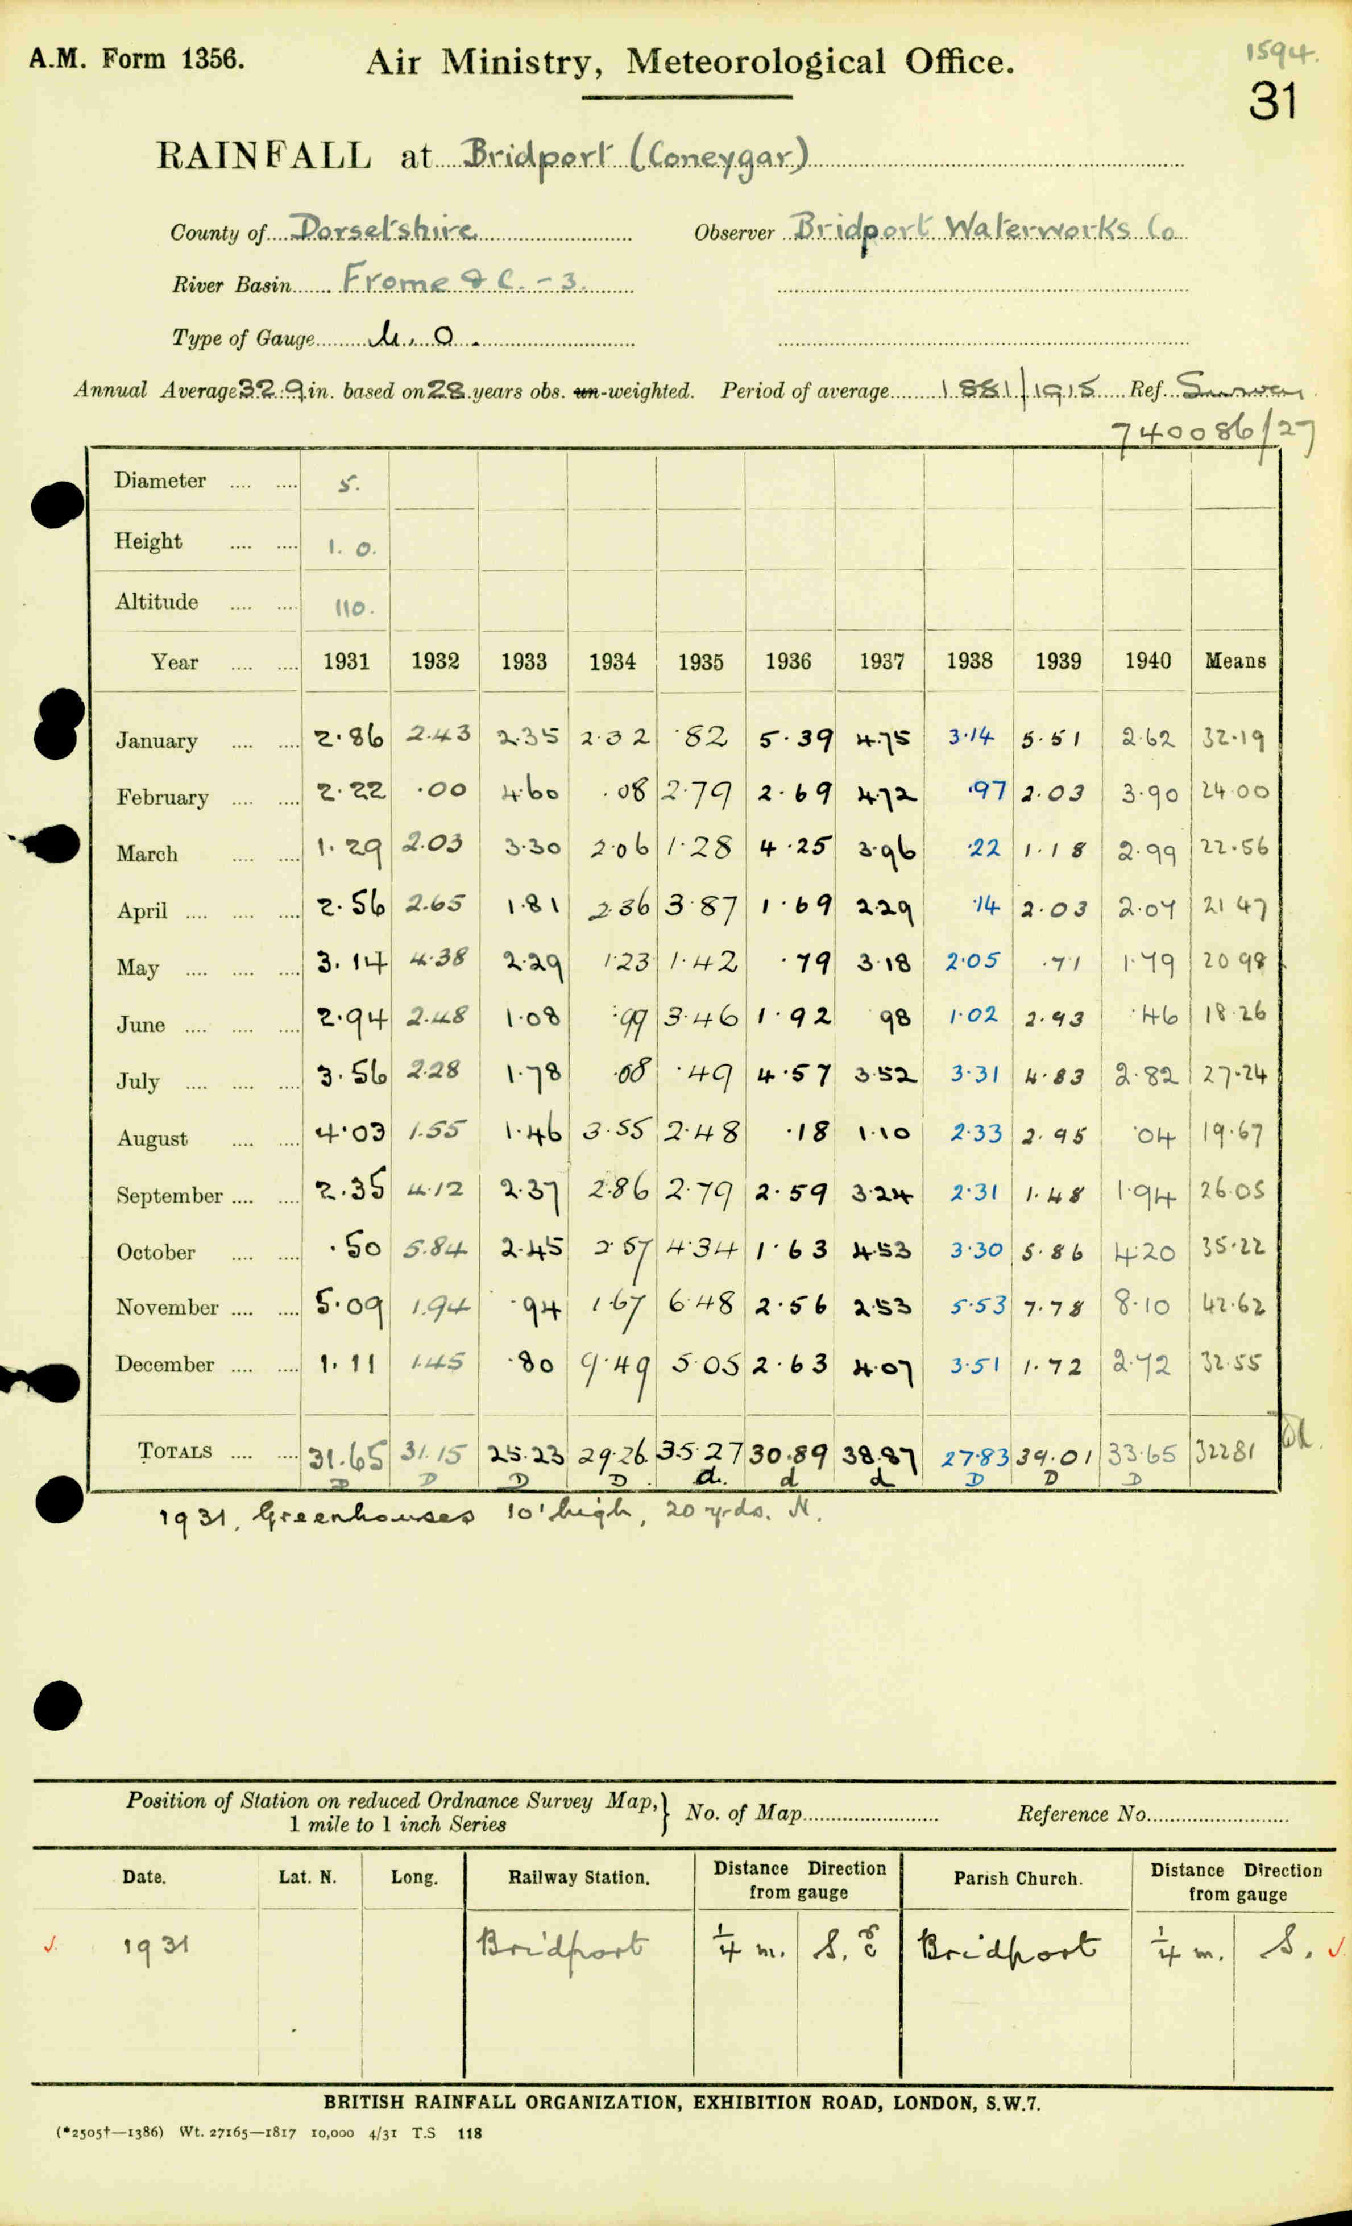 A.M. Form 1356. Air Ministry, Meteorological Office. 1594.
31
RAINFALL at Bridport (Coneygar)
County of Dorsetshire Observer Bridport Waterworks Co
River Basin Frome & C. - 3.
Type of Gauge M.O.
Annual Average 32.9 in. based on 28 years obs. un-weighted. Period of average 1881/1915 Ref. Survey
740086/27
Diameter 5.
Height 1. 0.
Altitude 110.
Year 1931 1932 1933 1934 1935 1936 1937 1938 1939 1940 Means
January 2.86 2.43 2.35 2.32 .82 5.39 4.75 3.14 5.51 2.62 32.19
February 2.22 .00 4.60 .08 2.79 2.69 4.72 .97 2.03 3.90 24.00
March 1.29 2.03 3.30 2.06 1.28 4.25 3.96 .22 1.18 2.99 22.56
April 2.56 2.65 1.81 2.36 3.87 1.69 2.29 .14 2.03 2.07 21 47
May 3.14 4.38 2.29 1.23 1.42 .79 3.18 2.05 .71 1.79 20 98
June 2.94 2.48 1.08 .99 3.46 1.92 98 1.02 2.93 .46 18.26
July 3.56 2.28 1.78 .08 .49 4.57 3.52 3.31 4.83 2.82 27.24
August 4.03 1.55 1.46 3.55 2.48 .18 1.10 2.33 2.95 .04 19.67
September 2.35 4.12 2.37 2.86 2.79 2.59 3.24 2.31 1.48 1.94 26.05
October .50 5.84 2.45 2.57 4.34 1.63 4.53 3.30 5.86 4.20 35.22
November 5.09 1.94 .94 1.67 6.48 2.56 2.53 5.53 7.78 8.10 42.62
December 1.11 1.45 .80 9.49 5.05 2.63 4.07 3.51 1.72 2.72 32.55
TOTALS 31.65 31.15 25.23 29.26 35.27 30.89 38.87 27.83 39.01 33.65 32281
D D D D d. d d D D D
1931. Greenhouses 10' high, 20 yrds. N.
Position of Station on reduced Ordnance Survey Map,} No. of Map Reference No.
1 mile to 1 inch Series
Date. Lat. N. Long. Railway Station. Distance Direction from gauge Parish Church. Distance Direction from gauge
1931 Bridport 1/4 m. S. Bridport 1/4 m. S.
BRITISH RAINFALL ORGANIZATION, EXHIBITION ROAD, LONDON, S.W.7.
(*2505†—1386) Wt. 27165—1817 10,000 4/31 T.S 118